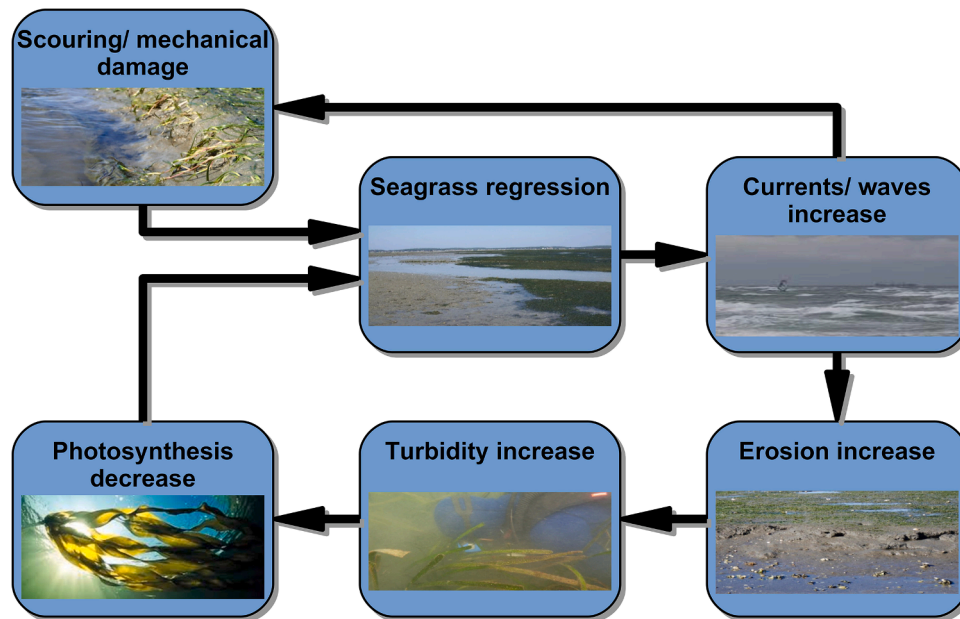 Scouring/ mechanical
damage
Seagrass regression
Currents/ waves
increase
Photosynthesis
decrease
Turbidity increase
Erosion increase